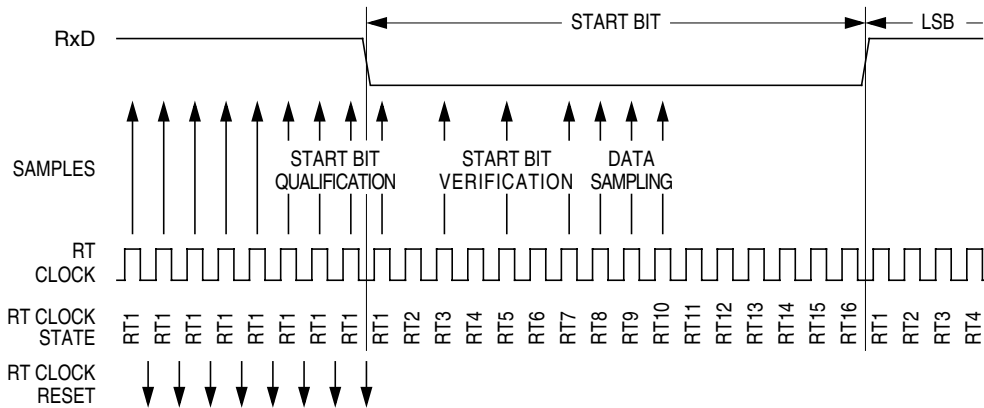 START BIT
LSB
RxD
SAMPLES
START BIT
QUALIFICATION
START BIT
VERIFICATION
DATA
SAMPLING
RT
CLOCK
RT CLOCK
STATE
RT1 RT1 RT1 RT1 RT1 RT1 RT1 RT1 RT1 RT2 RT3 RT4 RT5 RT6 RT7 RT8 RT9 RT10 RT11 RT12 RT13 RT14 RT15 RT16 RT1 RT2 RT3 RT4
RT CLOCK
RESET